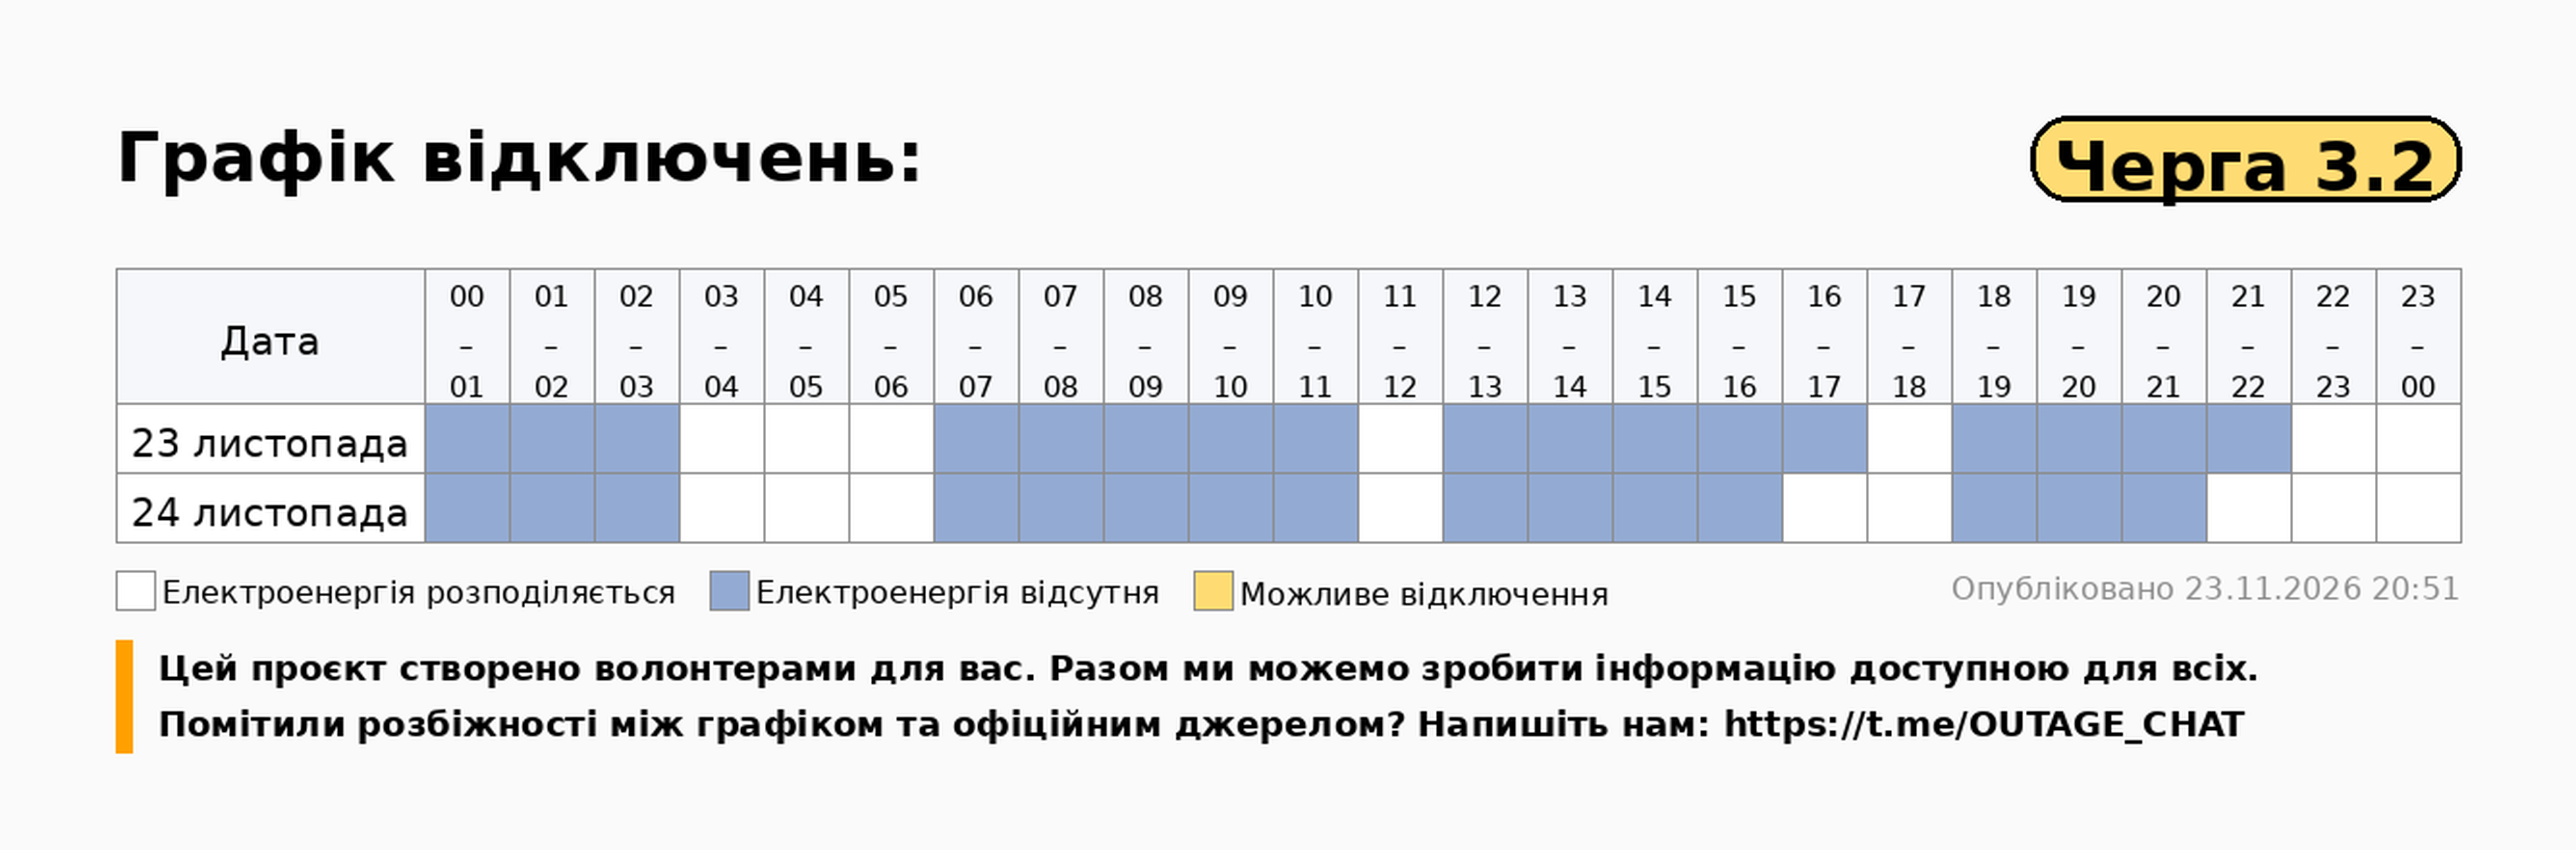 Графік відключень:
Черга 3.2
Дата
00 – 01
01 – 02
02 – 03
03 – 04
04 – 05
05 – 06
06 – 07
07 – 08
08 – 09
09 – 10
10 – 11
11 – 12
12 – 13
13 – 14
14 – 15
15 – 16
16 – 17
17 – 18
18 – 19
19 – 20
20 – 21
21 – 22
22 – 23
23 – 00
23 листопада
24 листопада
Електроенергія розподіляється
Електроенергія відсутня
Можливе відключення
Опубліковано 23.11.2026 20:51
Цей проєкт створено волонтерами для вас. Разом ми можемо зробити інформацію доступною для всіх.
Помітили розбіжності між графіком та офіційним джерелом? Напишіть нам: https://t.me/OUTAGE_CHAT